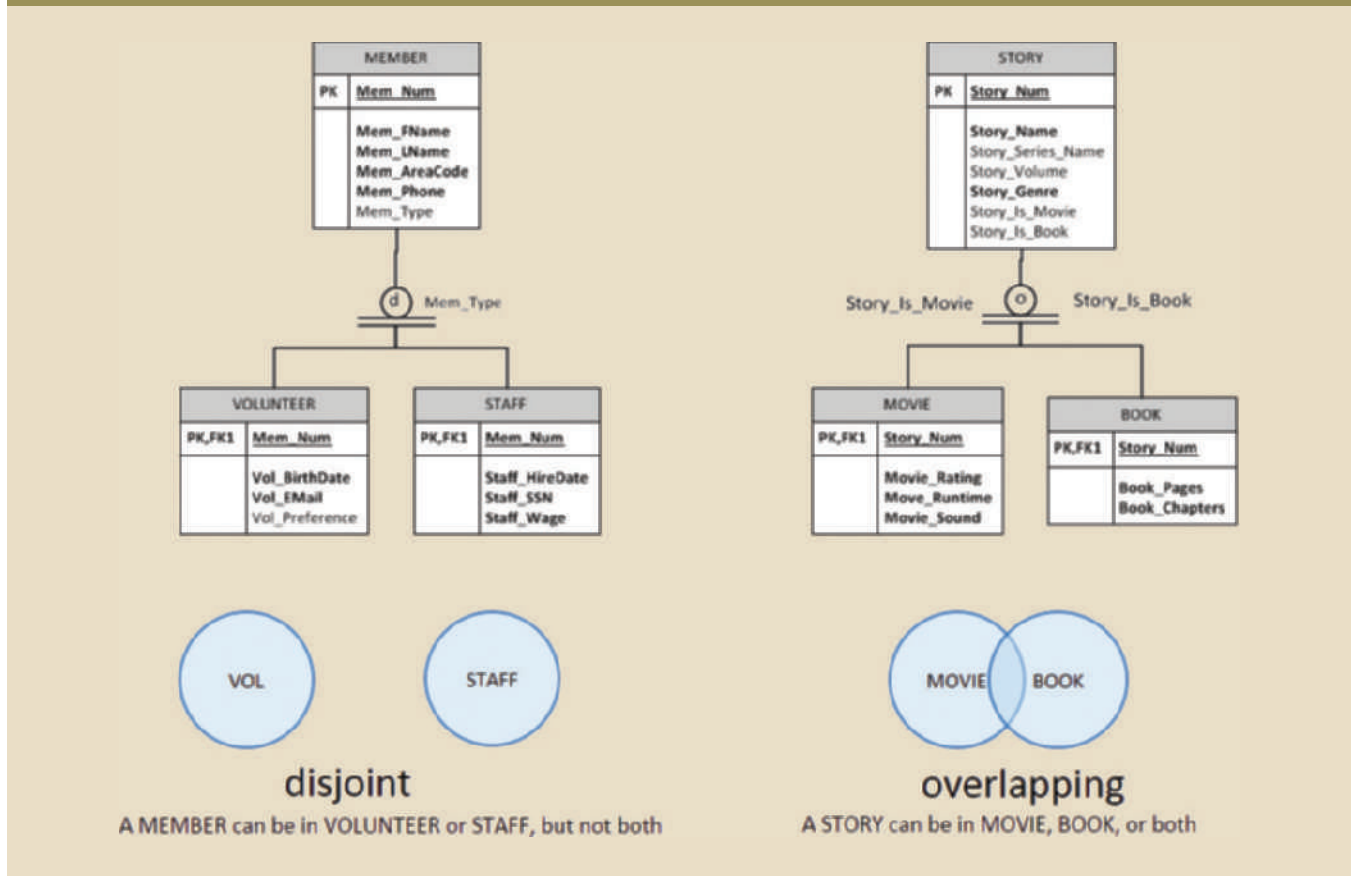 MEMBER
PK Mem_Num
Mem_FName
Mem_LName
Mem_AreaCode
Mem_Phone
Mem_Type
d Mem_Type
VOLUNTEER
PK,FK1 Mem_Num
Vol_BirthDate
Vol_EMail
Vol_Preference
STAFF
PK,FK1 Mem_Num
Staff_HireDate
Staff_SSN
Staff_Wage
VOL
STAFF
disjoint
A MEMBER can be in VOLUNTEER or STAFF, but not both
STORY
PK Story_Num
Story_Name
Story_Series_Name
Story_Volume
Story_Genre
Story_Is_Movie
Story_Is_Book
Story_Is_Movie o Story_Is_Book
MOVIE
PK,FK1 Story_Num
Movie_Rating
Move_Runtime
Movie_Sound
BOOK
PK,FK1 Story_Num
Book_Pages
Book_Chapters
MOVIE
BOOK
overlapping
A STORY can be in MOVIE, BOOK, or both